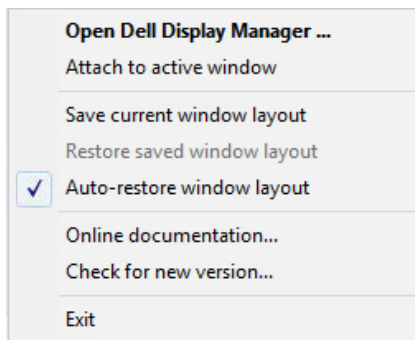 Open Dell Display Manager ...
Attach to active window
Save current window layout
Restore saved window layout
Auto-restore window layout
Online documentation...
Check for new version...
Exit